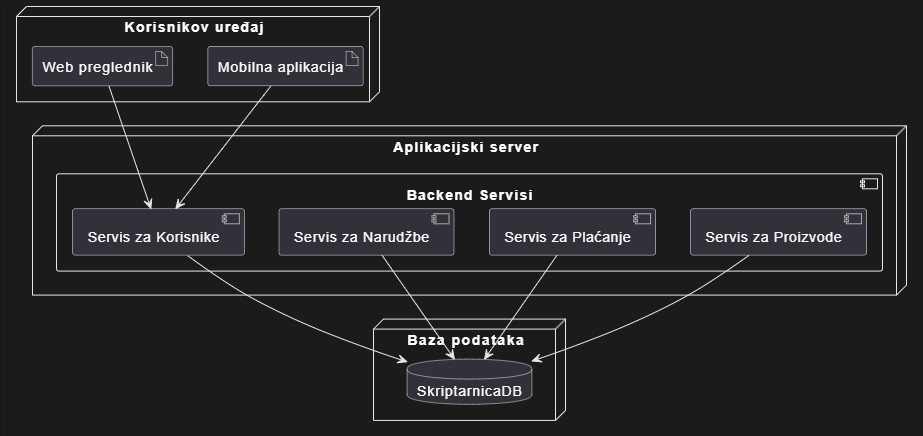 Korisnikov uređaj
Web preglednik
Mobilna aplikacija
Aplikacijski server
Backend Servisi
Servis za Korisnike
Servis za Narudžbe
Servis za Plaćanje
Servis za Proizvode
Baza podataka
SkriptarnicaDB